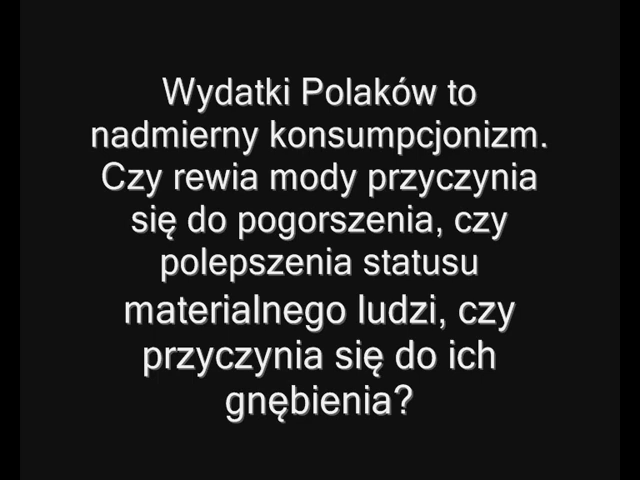 Wydatki Polaków to
nadmierny konsumpcjonizm.
Czy rewia mody przyczynia
się do pogorszenia, czy
polepszenia statusu
materialnego ludzi, czy
przyczynia się do ich
gnębienia?